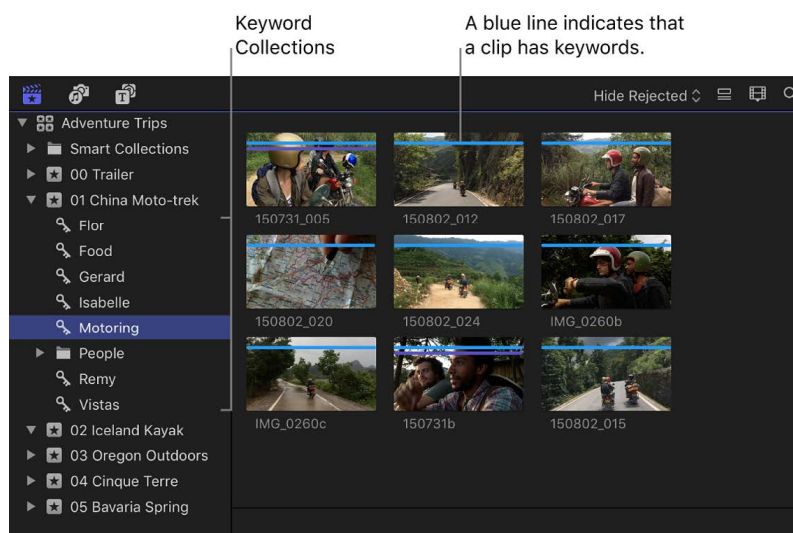 Keyword
Collections
A blue line indicates that
a clip has keywords.
T
Hide Rejected
Adventure Trips
Smart Collections
00 Trailer
01 China Moto-trek
Flor
Food
Gerard
Isabelle
Motoring
People
Remy
Vistas
02 Iceland Kayak
03 Oregon Outdoors
04 Cinque Terre
05 Bavaria Spring
150731_005
150802_012
150802_017
150802_020
150802_024
IMG_0260b
IMG_0260c
150731b
150802_015